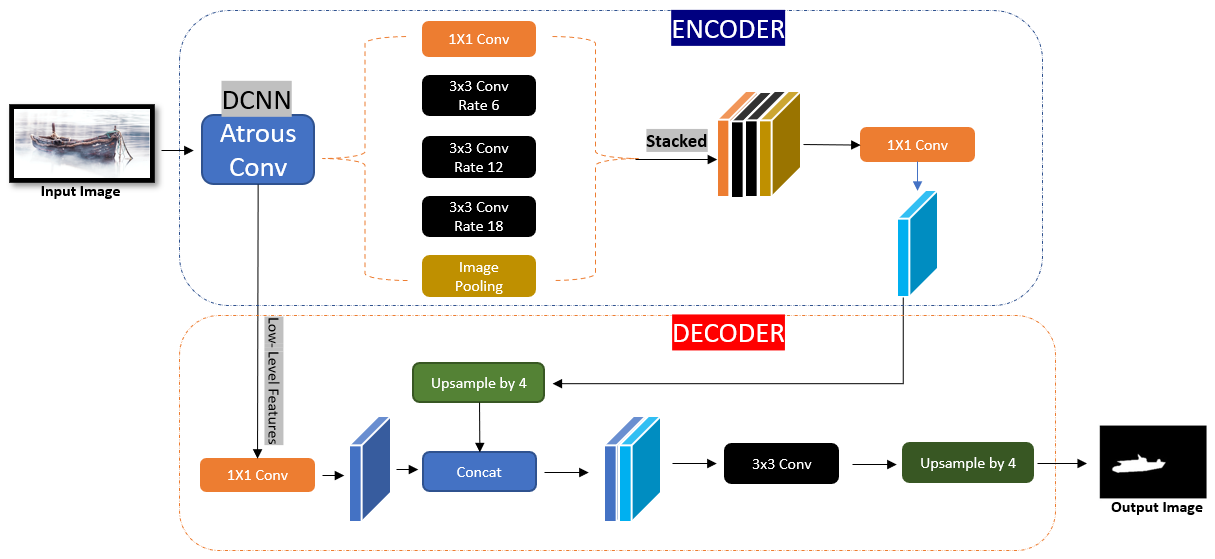 ENCODER
1X1 Conv
DCNN
Atrous
Conv
3x3 Conv
Rate 6
3x3 Conv
Rate 12
3x3 Conv
Rate 18
Image
Pooling
Stacked
1X1 Conv
Input Image
DECODER
Low- Level Features
Upsample by 4
1X1 Conv
Concat
3x3 Conv
Upsample by 4
Output Image